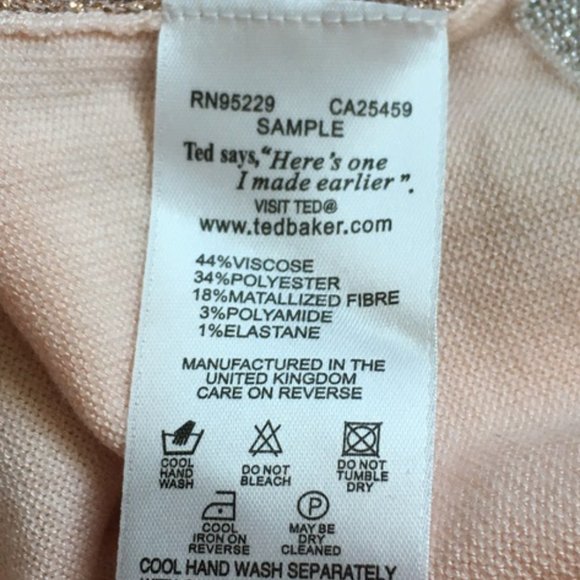 RN95229 CA25459
SAMPLE
Ted says, "Here's one
I made earlier".
VISIT TED@
www.tedbaker.com
44%VISCOSE
34%POLYESTER
18%MATALLIZED FIBRE
3%POLYAMIDE
1%ELASTANE
MANUFACTURED IN THE
UNITED KINGDOM
CARE ON REVERSE
COOL
HAND
WASH
DO NOT
BLEACH
DO NOT
TUMBLE
DRY
COOL
IRON ON
REVERSE
P
MAY BE
DRY
CLEANED
COOL HAND WASH SEPARATELY